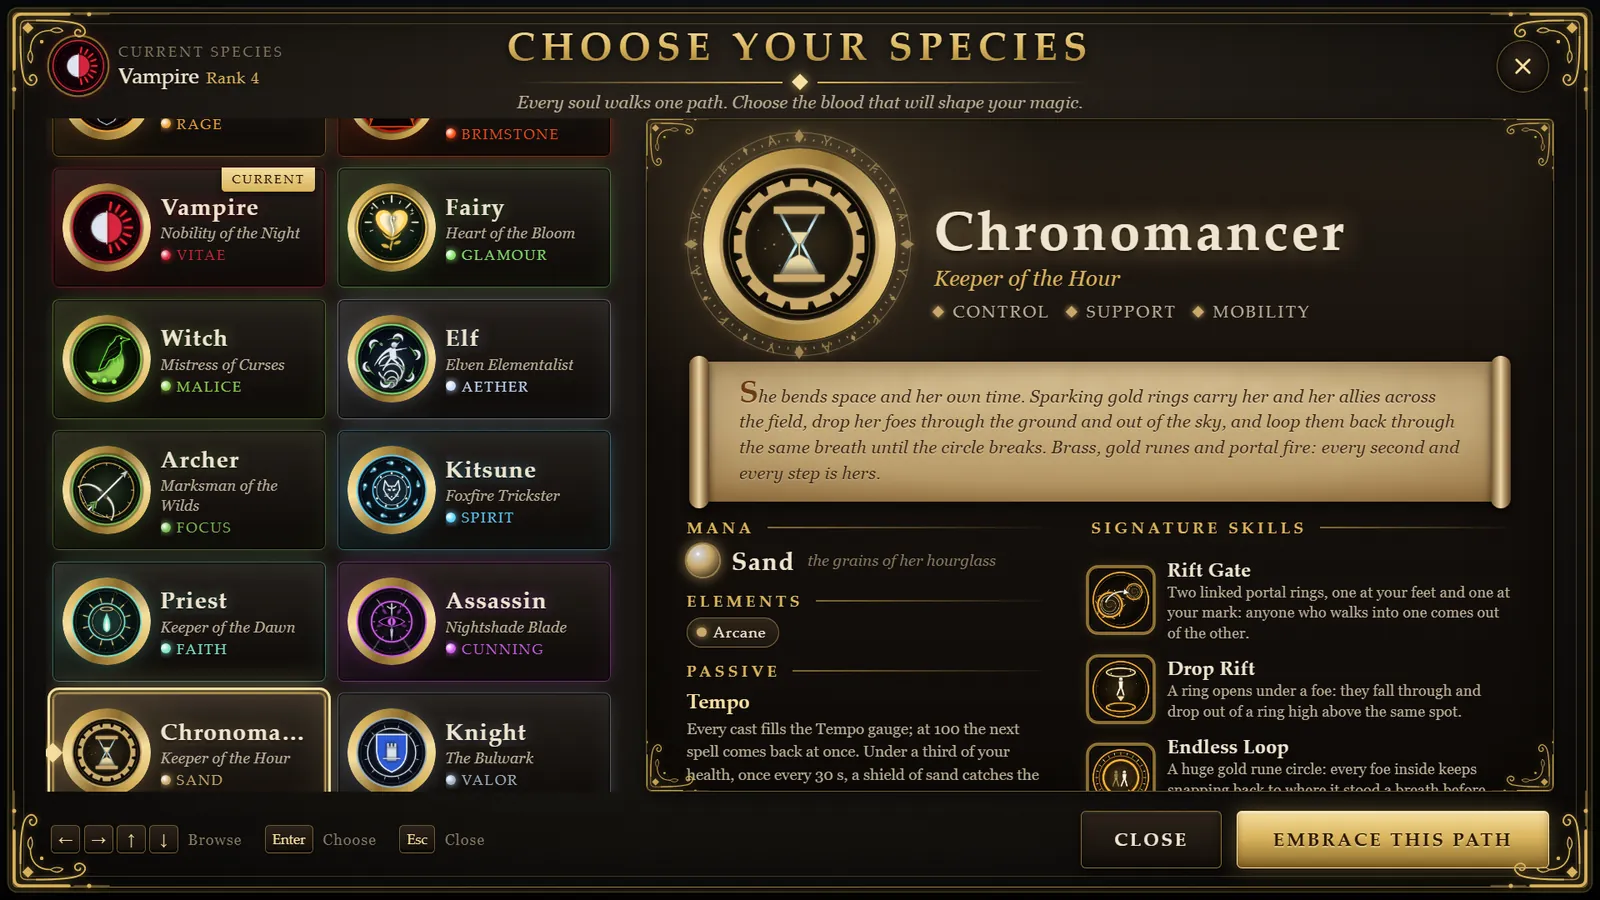 CURRENT SPECIES
Vampire Rank 4
CHOOSE YOUR SPECIES
Every soul walks one path. Choose the blood that will shape your magic.
RAGE
BRIMSTONE
CURRENT
Vampire
Nobility of the Night
VITAE
Fairy
Heart of the Bloom
GLAMOUR
Witch
Mistress of Curses
MALICE
Elf
Elven Elementalist
AETHER
Archer
Marksman of the
Wilds
FOCUS
Kitsune
Foxfire Trickster
SPIRIT
Priest
Keeper of the Dawn
FAITH
Assassin
Nightshade Blade
CUNNING
Chronoma...
Keeper of the Hour
SAND
Knight
The Bulwark
VALOR
Chronomancer
Keeper of the Hour
CONTROL SUPPORT MOBILITY
She bends space and her own time. Sparking gold rings carry her and her allies across
the field, drop her foes through the ground and out of the sky, and loop them back through
the same breath until the circle breaks. Brass, gold runes and portal fire: every second and
every step is hers.
MANA
Sand the grains of her hourglass
ELEMENTS
Arcane
PASSIVE
Tempo
Every cast fills the Tempo gauge; at 100 the next
spell comes back at once. Under a third of your
health, once every 30 s, a shield of sand catches the
SIGNATURE SKILLS
Rift Gate
Two linked portal rings, one at your feet and one at
your mark: anyone who walks into one comes out
of the other.
Drop Rift
A ring opens under a foe: they fall through and
drop out of a ring high above the same spot.
Endless Loop
A huge gold rune circle: every foe inside keeps
snapping back to where it stood a breath before
← → ↑ ↓ Browse Enter Choose Esc Close
CLOSE
EMBRACE THIS PATH